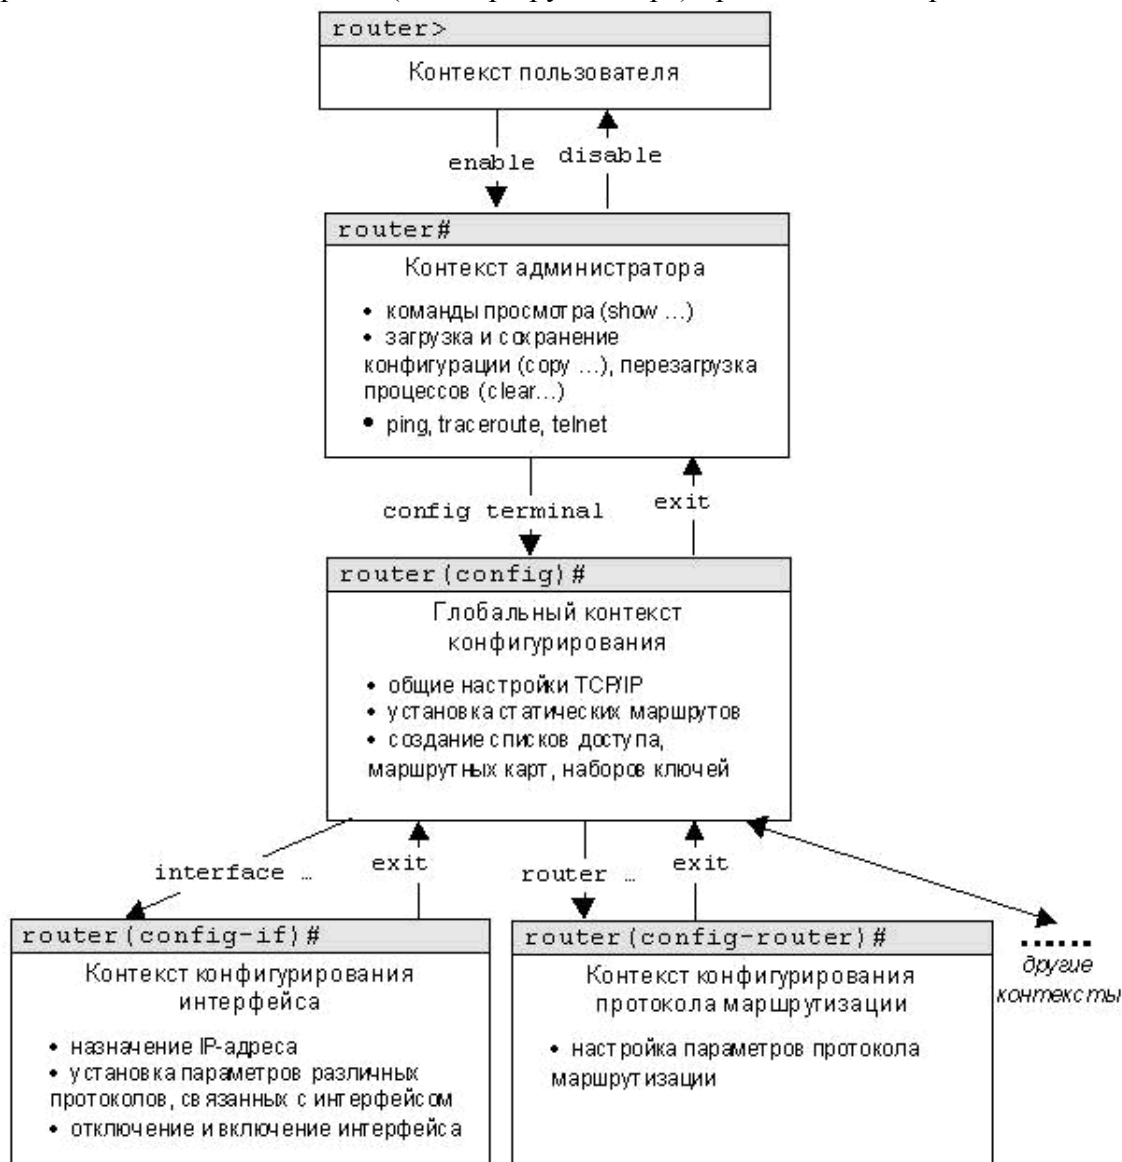 router>
Контекст пользователя
enable
disable
router#
Контекст администратора
• команды просмотра (show ...)
• загрузка и сохранение
конфигурации (copy ...), перезагрузка
процессов (clear...)
• ping, traceroute, telnet
config terminal
exit
router(config)#
Глобальный контекст
конфигурирования
• общие настройки TCP/IP
• установка статических маршрутов
• создание списков доступа,
маршрутных карт, наборов ключей
interface ...
exit
router ...
exit
router(config-if)#
Контекст конфигурирования
интерфейса
• назначение IP-адреса
• установка параметров различных
протоколов, связанных с интерфейсом
• отключение и включение интерфейса
router(config-router)#
Контекст конфигурирования
протокола маршрутизации
• настройка параметров протокола
маршрутизации
другие
контексты